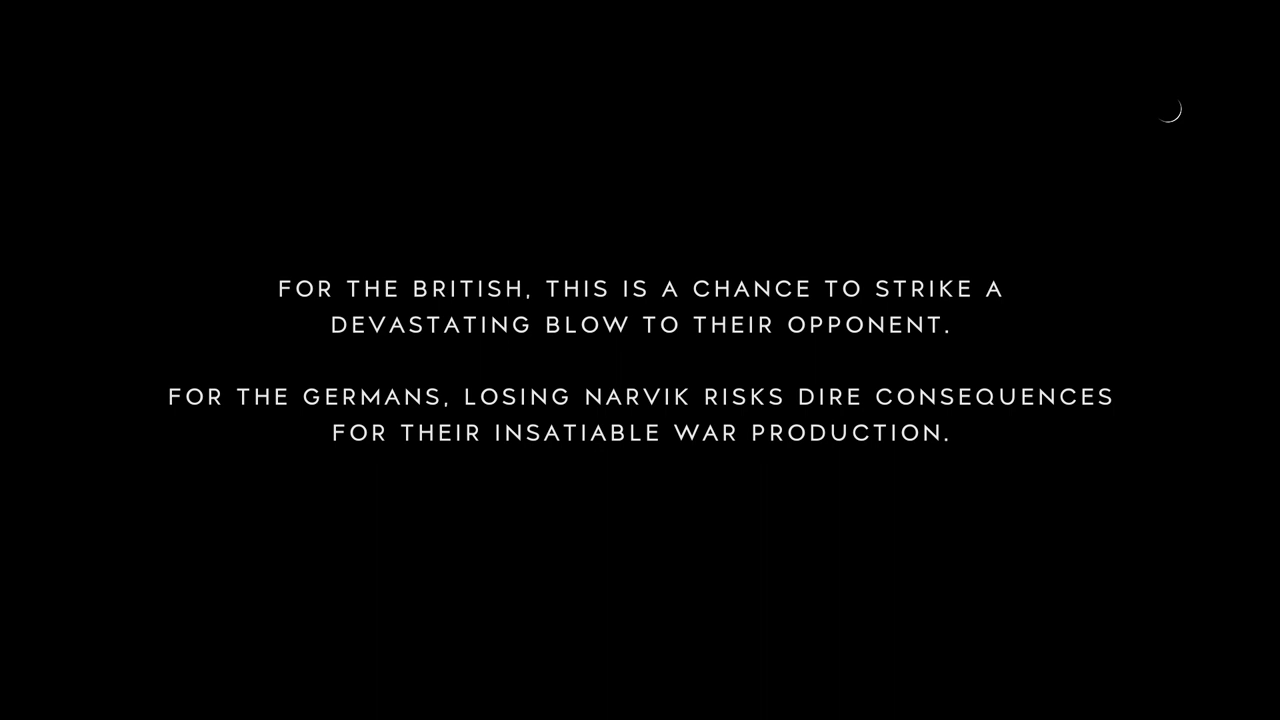 FOR THE BRITISH, THIS IS A CHANCE TO STRIKE A
DEVASTATING BLOW TO THEIR OPPONENT.
FOR THE GERMANS, LOSING NARVIK RISKS DIRE CONSEQUENCES
FOR THEIR INSATIABLE WAR PRODUCTION.